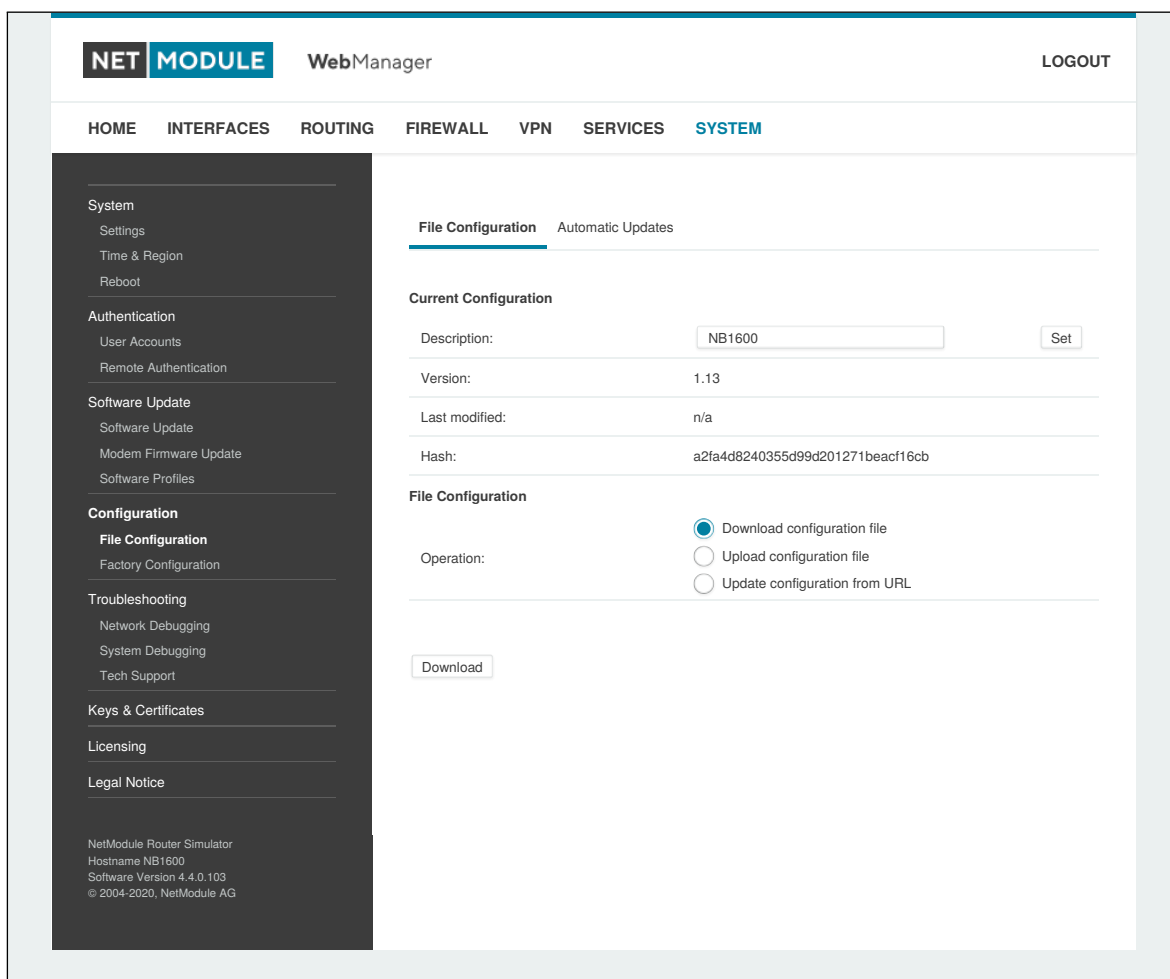 NET MODULE WebManager LOGOUT
HOME INTERFACES ROUTING FIREWALL VPN SERVICES SYSTEM
System
Settings
Time & Region
Reboot
Authentication
User Accounts
Remote Authentication
Software Update
Software Update
Modem Firmware Update
Software Profiles
Configuration
File Configuration
Factory Configuration
Troubleshooting
Network Debugging
System Debugging
Tech Support
Keys & Certificates
Licensing
Legal Notice
NetModule Router Simulator
Hostname NB1600
Software Version 4.4.0.103
© 2004-2020, NetModule AG
File Configuration Automatic Updates
Current Configuration
Description: NB1600 Set
Version: 1.13
Last modified: n/a
Hash: a2fa4d8240355d99d201271beacf16cb
File Configuration
Operation:
Download configuration file
Upload configuration file
Update configuration from URL
Download